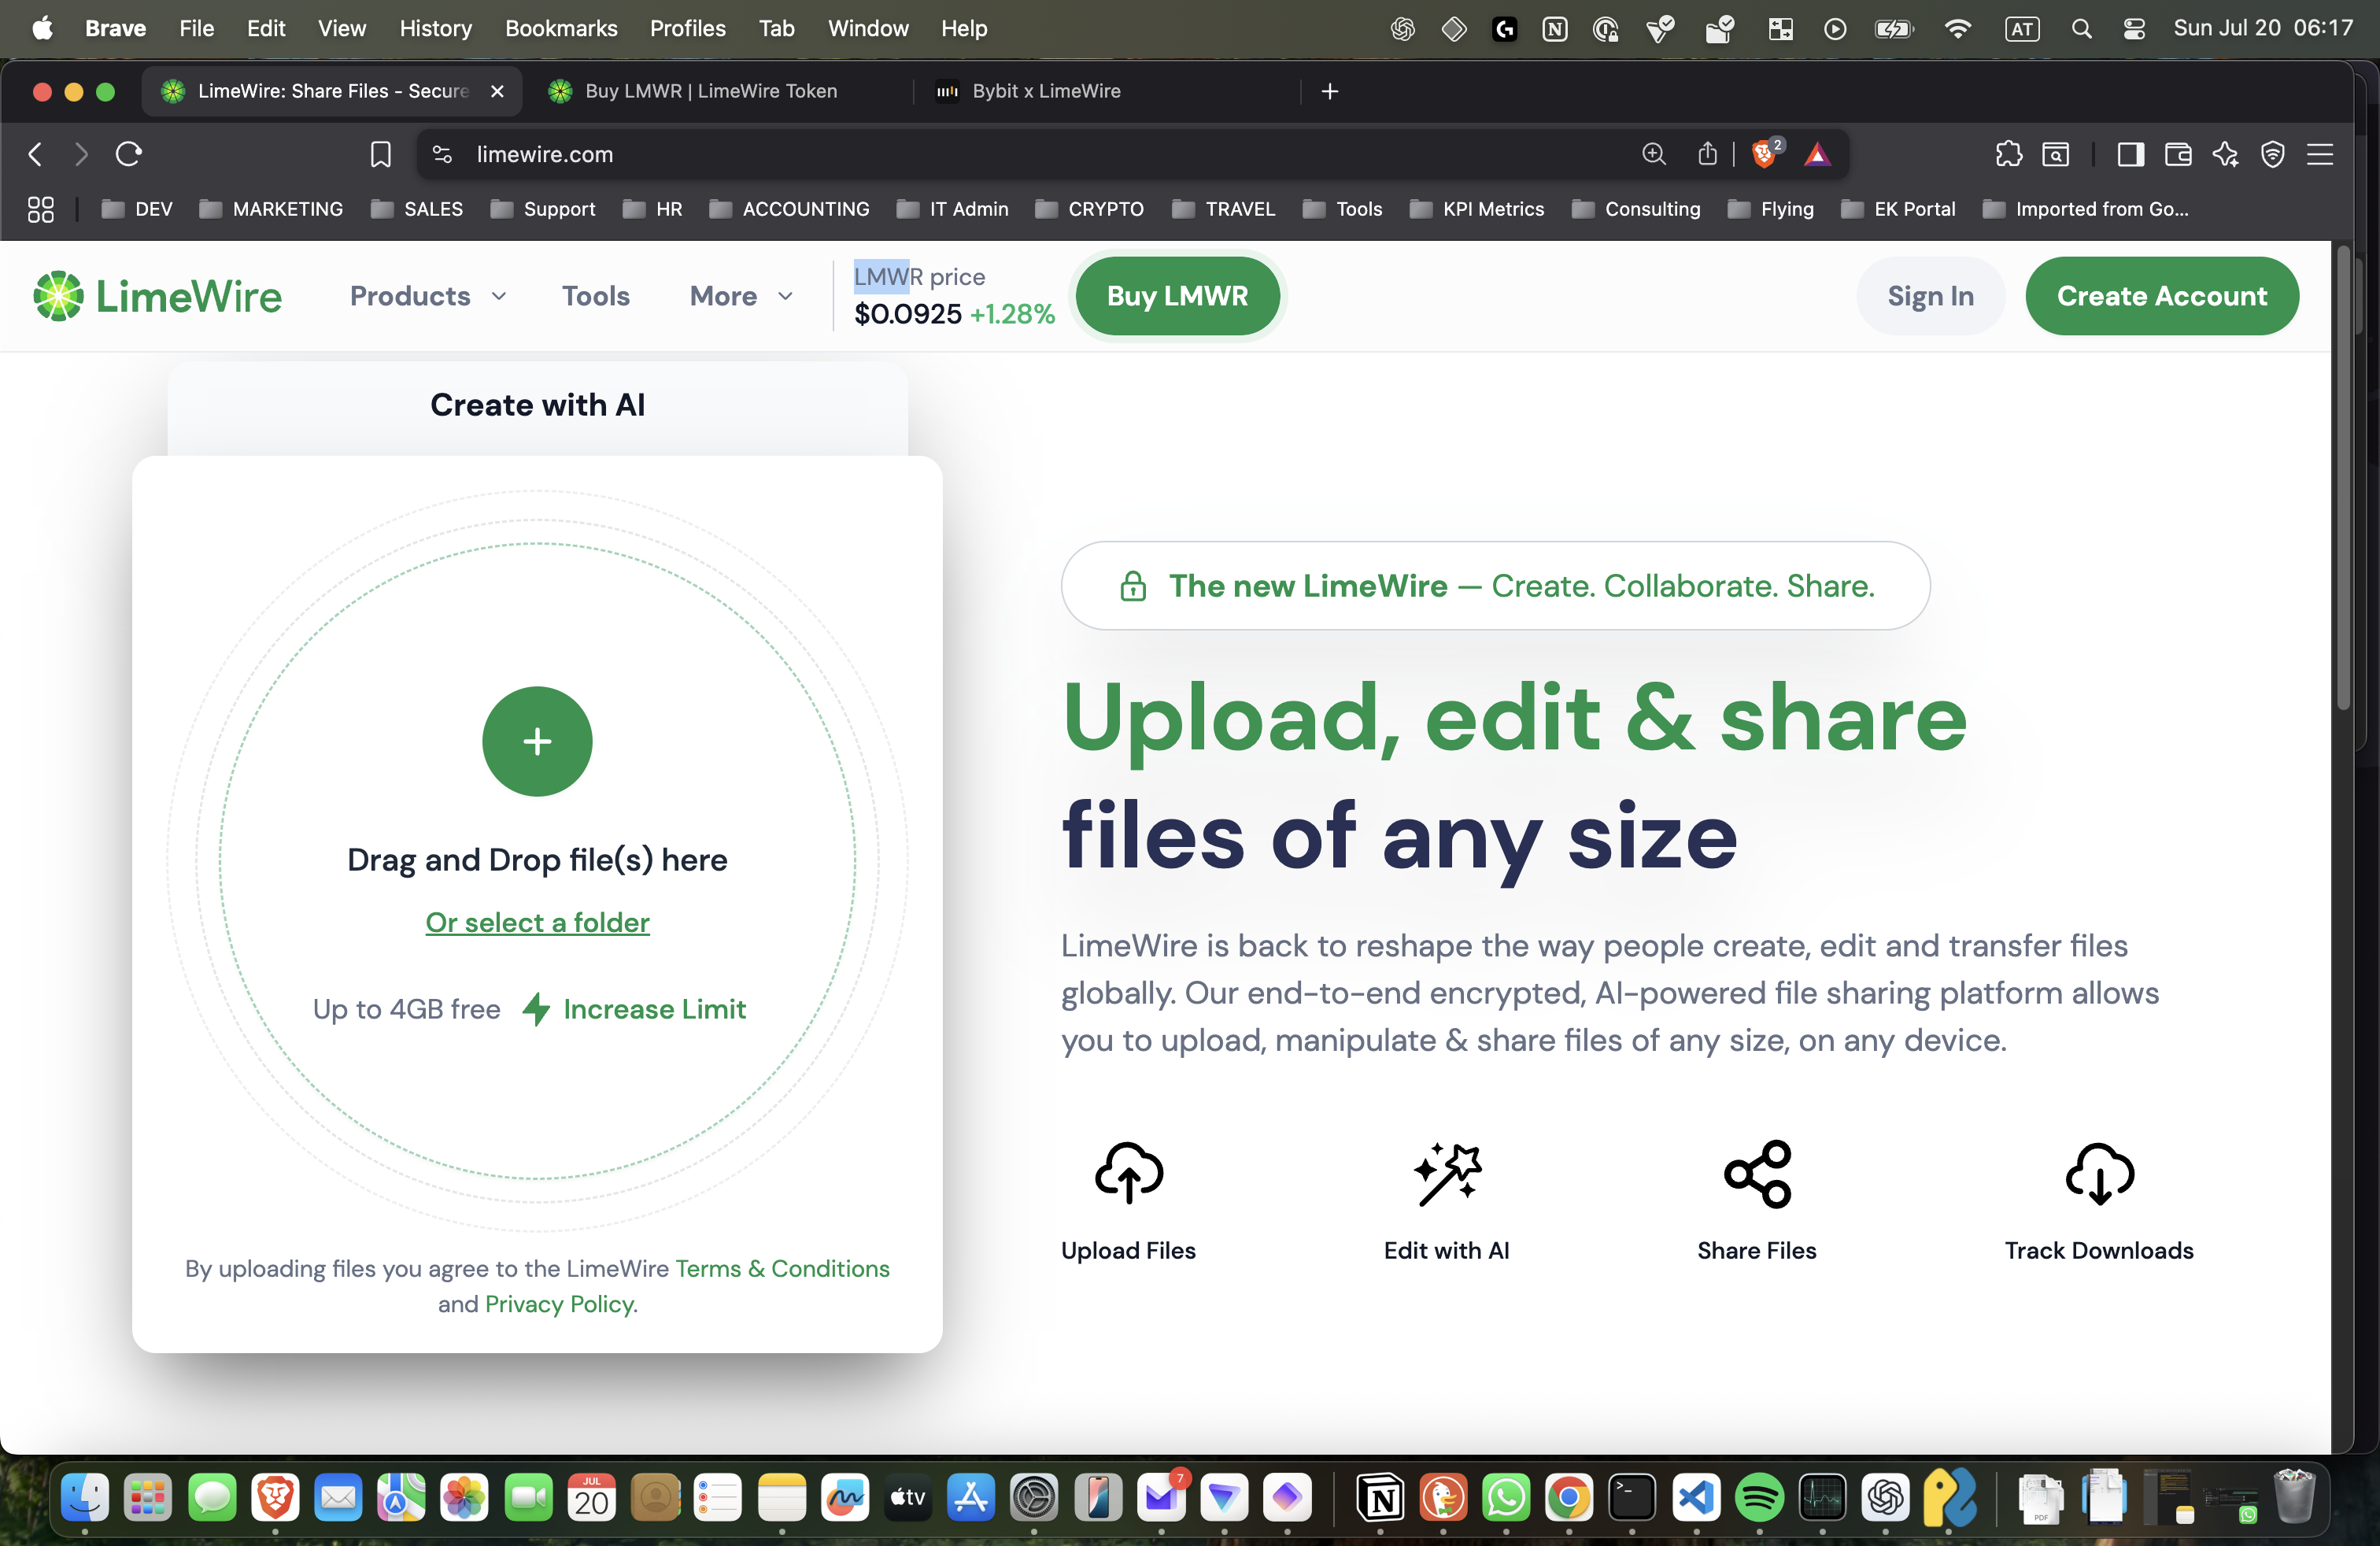 Brave File Edit View History Bookmarks Profiles Tab Window Help AT Sun Jul 20 06:17
LimeWire: Share Files - Secure
Buy LMWR | LimeWire Token
Bybit x LimeWire
limewire.com
2
DEV MARKETING SALES Support HR ACCOUNTING IT Admin CRYPTO TRAVEL Tools KPI Metrics Consulting Flying EK Portal Imported from Go...
LimeWire
Products
Tools
More
LMWR price
$0.0925 +1.28%
Buy LMWR
Sign In
Create Account
Create with AI
Drag and Drop file(s) here
Or select a folder
Up to 4GB free Increase Limit
By uploading files you agree to the LimeWire Terms & Conditions
and Privacy Policy.
The new LimeWire — Create. Collaborate. Share.
Upload, edit & share
files of any size
LimeWire is back to reshape the way people create, edit and transfer files
globally. Our end-to-end encrypted, AI-powered file sharing platform allows
you to upload, manipulate & share files of any size, on any device.
Upload Files
Edit with AI
Share Files
Track Downloads
JUL
20
tv
7
PDF